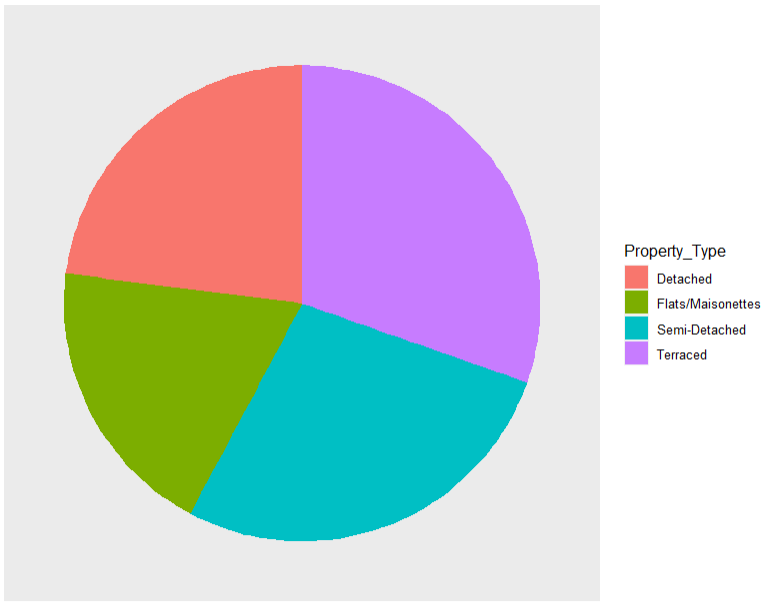 Property_Type
Detached
Flats/Maisonettes
Semi-Detached
Terraced